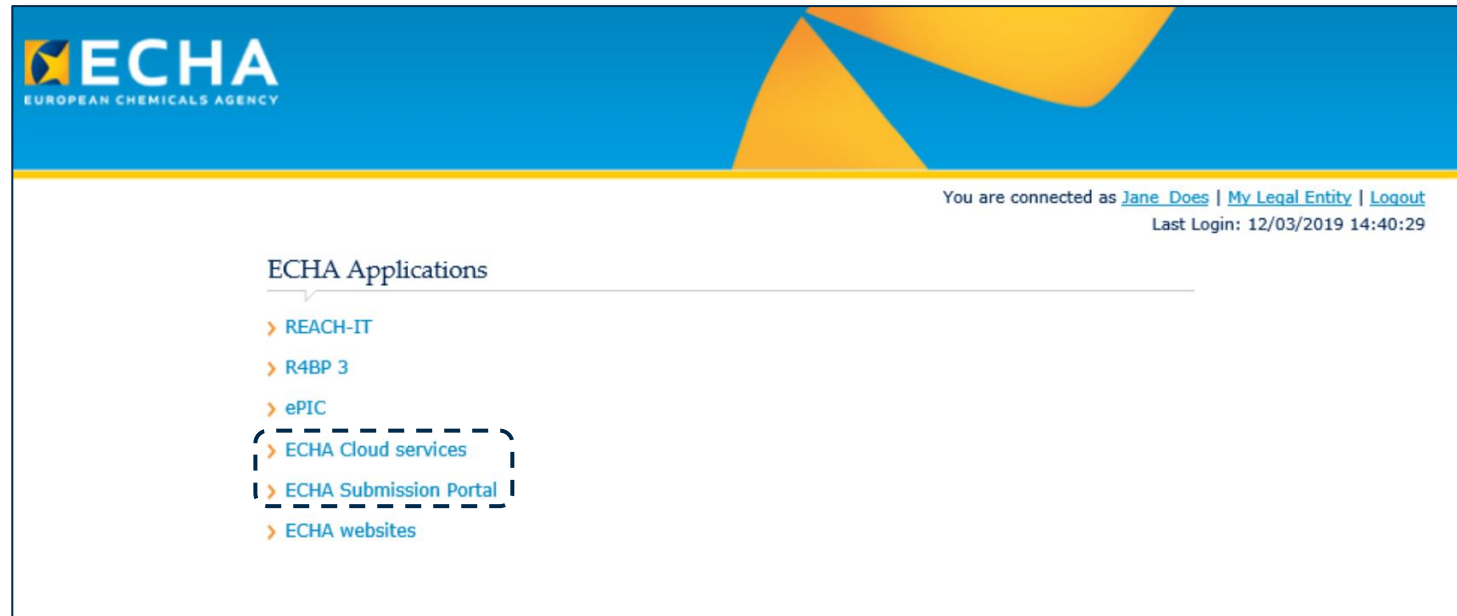 ECHA
EUROPEAN CHEMICALS AGENCY
You are connected as Jane_Does | My Legal Entity | Logout
Last Login: 12/03/2019 14:40:29
ECHA Applications
REACH-IT
R4BP 3
ePIC
ECHA Cloud services
ECHA Submission Portal
ECHA websites